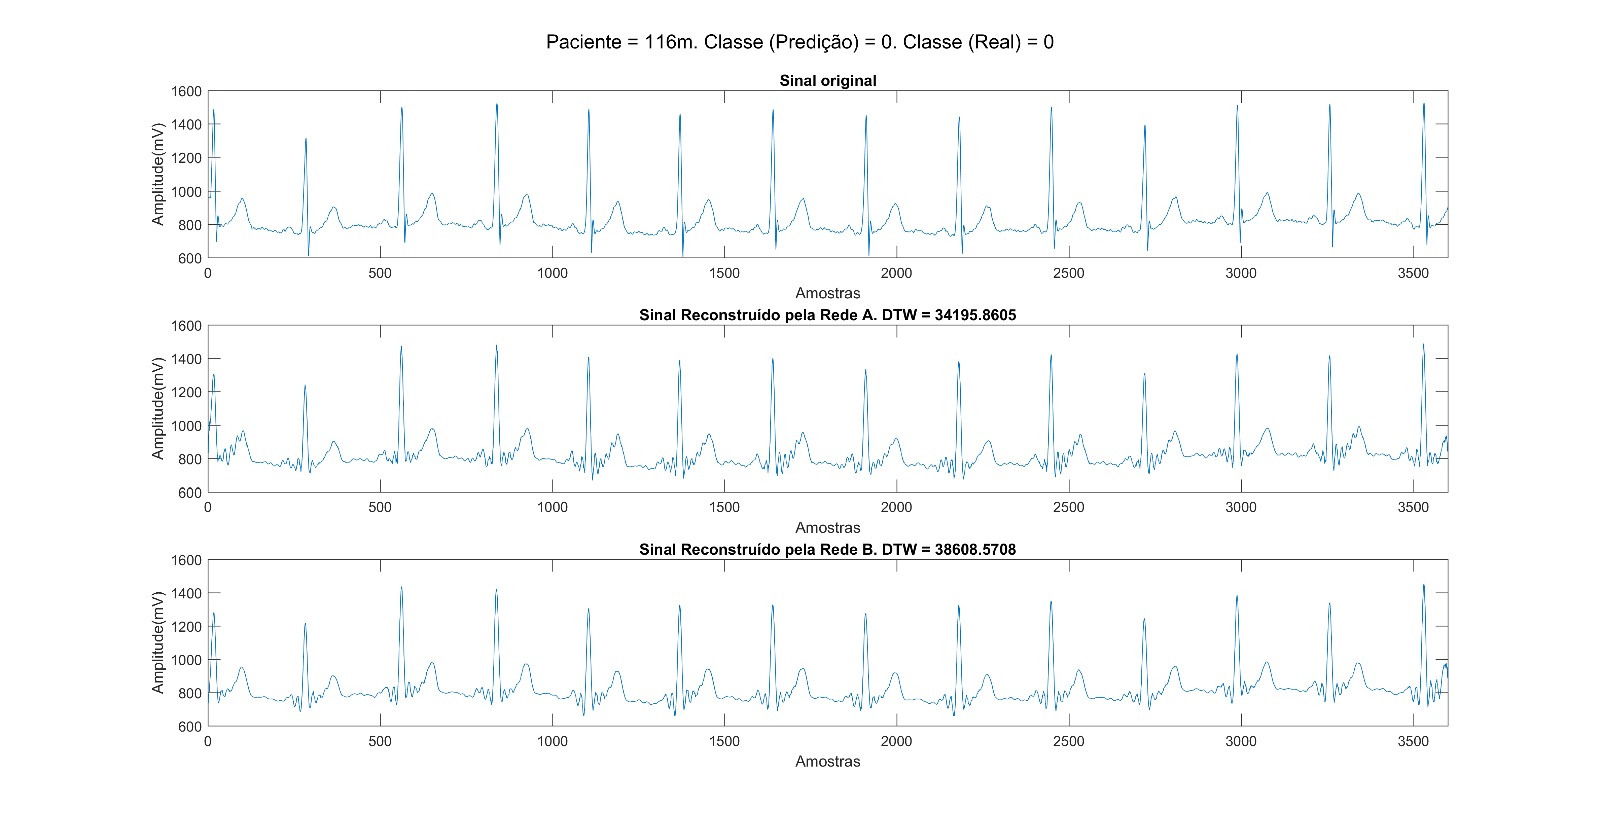 Paciente = 116m. Classe (Predição) = 0. Classe (Real) = 0
Sinal original
1600
1400
1200
1000
800
600
Amplitude(mV)
0 500 1000 1500 2000 2500 3000 3500
Amostras
Sinal Reconstruído pela Rede A. DTW = 34195.8605
1600
1400
1200
1000
800
600
Amplitude(mV)
0 500 1000 1500 2000 2500 3000 3500
Amostras
Sinal Reconstruído pela Rede B. DTW = 38608.5708
1600
1400
1200
1000
800
600
Amplitude(mV)
0 500 1000 1500 2000 2500 3000 3500
Amostras